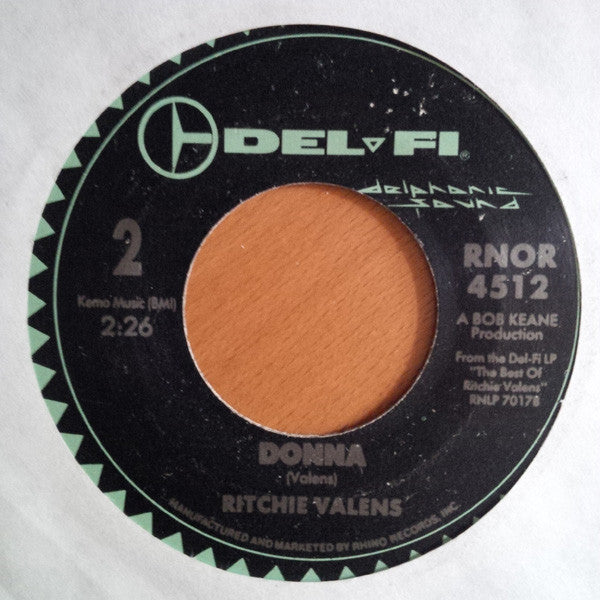 DEL▾FI®
delphonic
sound
2
Kemo Music (BMI)
2:26
RNOR
4512
A BOB KEANE
Production
From the Del-Fi LP
"The Best Of
Ritchie Valens"
RNLP 70178
DONNA
(Valens)
RITCHIE VALENS
MANUFACTURED AND MARKETED BY RHINO RECORDS, INC.